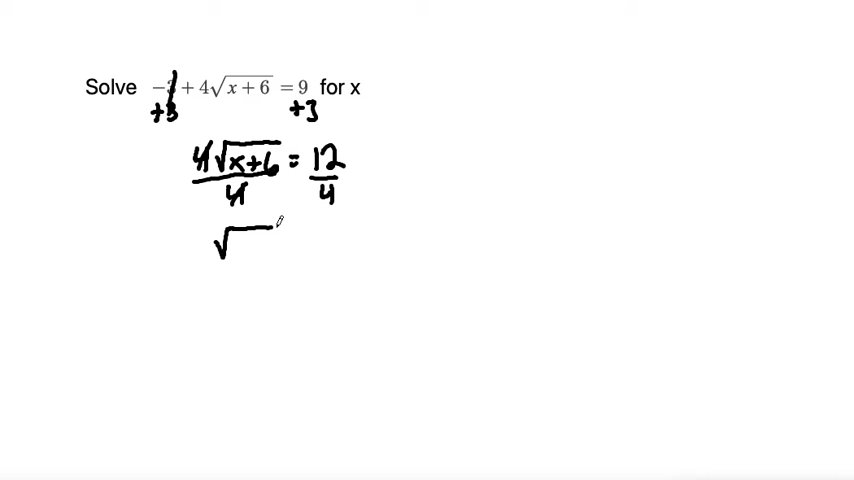 Solve −3 + 4√x + 6 = 9 for x
+3 +3
4√x+6 = 12
4 4
√